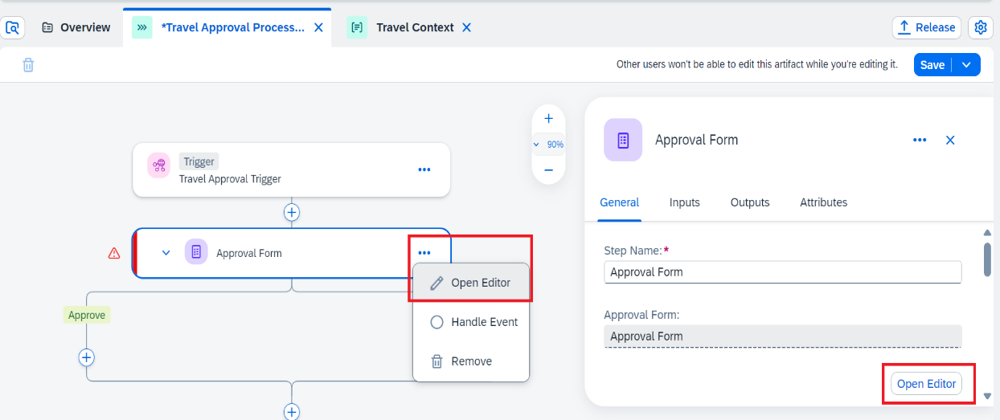 Overview
*Travel Approval Process...
Travel Context
Release
Other users won't be able to edit this artifact while you're editing it.
Save
Trigger
Travel Approval Trigger
90%
Approval Form
Open Editor
Handle Event
Remove
Approve
Approval Form
General
Inputs
Outputs
Attributes
Step Name:*
Approval Form
Approval Form:
Approval Form
Open Editor